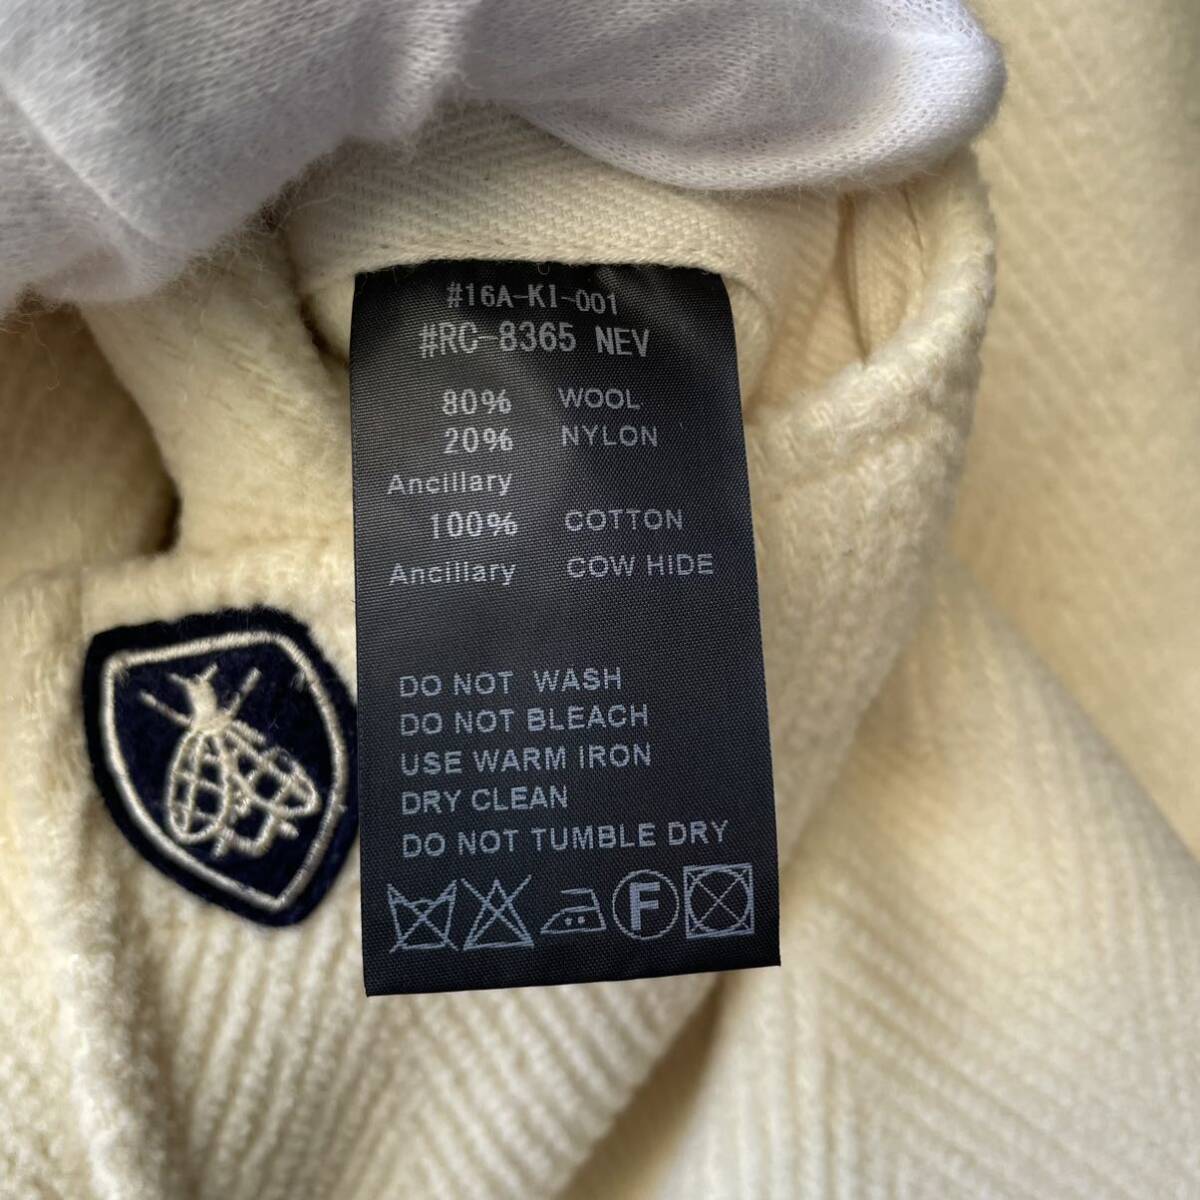 #16A-KI-001
#RC-8365 NEV
80% WOOL
20% NYLON
Ancillary
100% COTTON
Ancillary COW HIDE
DO NOT WASH
DO NOT BLEACH
USE WARM IRON
DRY CLEAN
DO NOT TUMBLE DRY
F